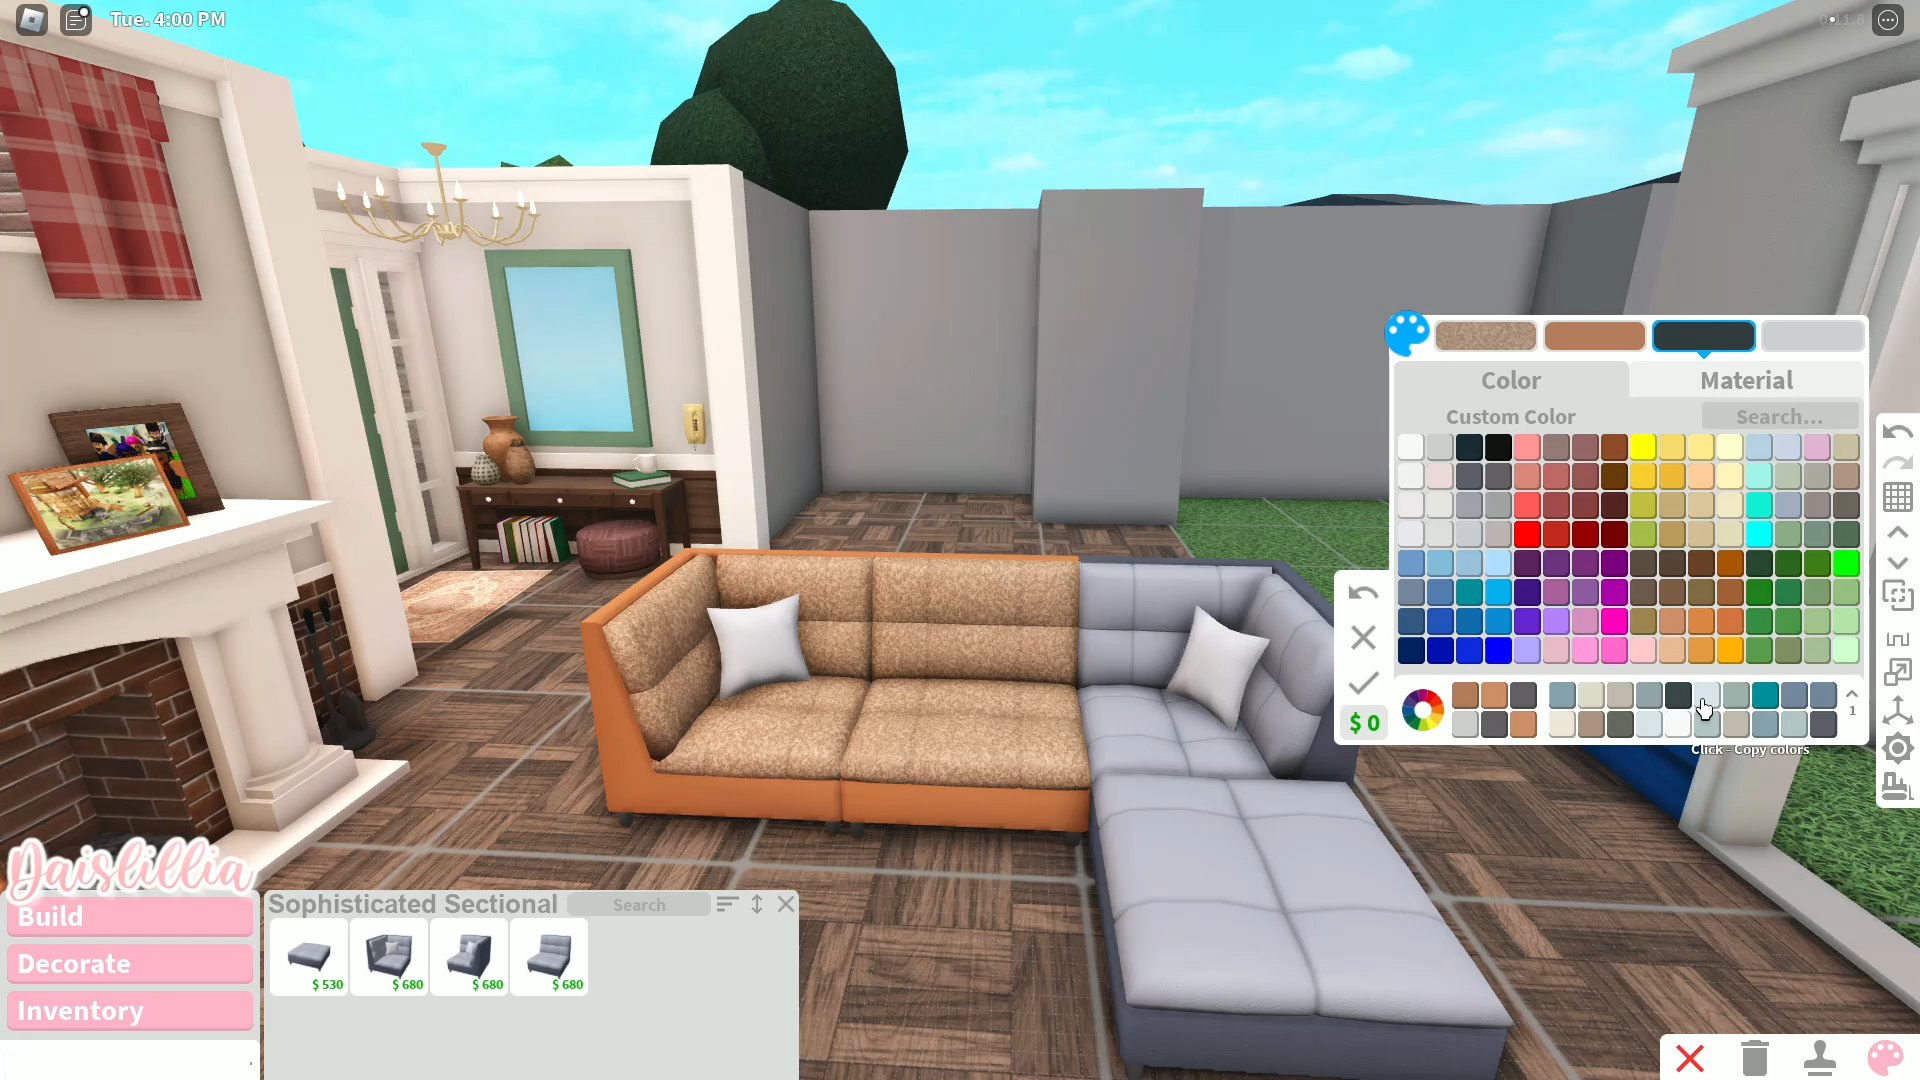 Tue. 4:00 PM
Color
Material
Custom Color
Search...
$ 0
1
Click - Copy colors
Daislillia
Build
Decorate
Inventory
Sophisticated Sectional
Search
$ 530
$ 680
$ 680
$ 680